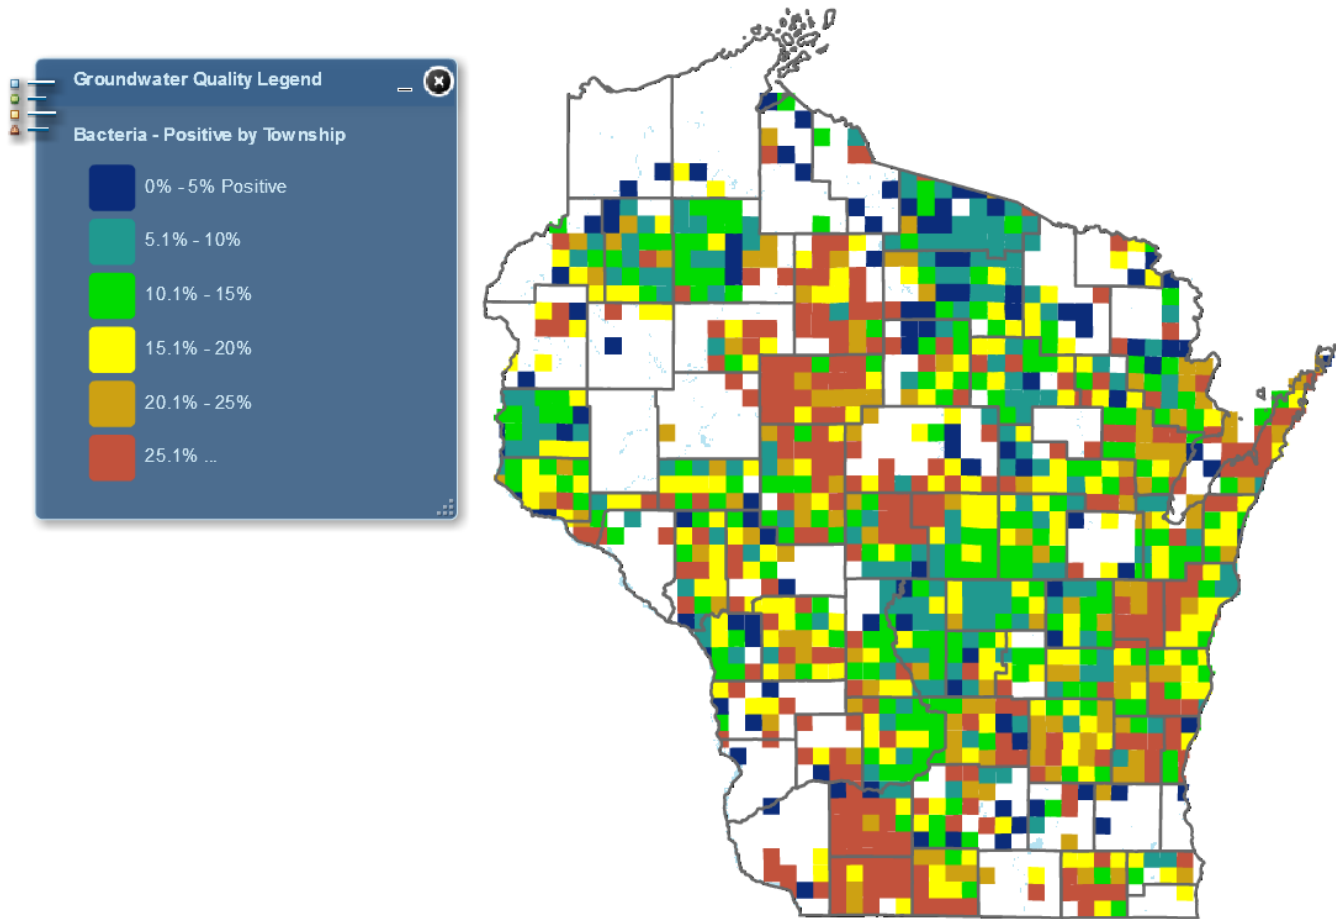 Groundwater Quality Legend
Bacteria - Positive by Township
0% - 5% Positive
5.1% - 10%
10.1% - 15%
15.1% - 20%
20.1% - 25%
25.1% ...